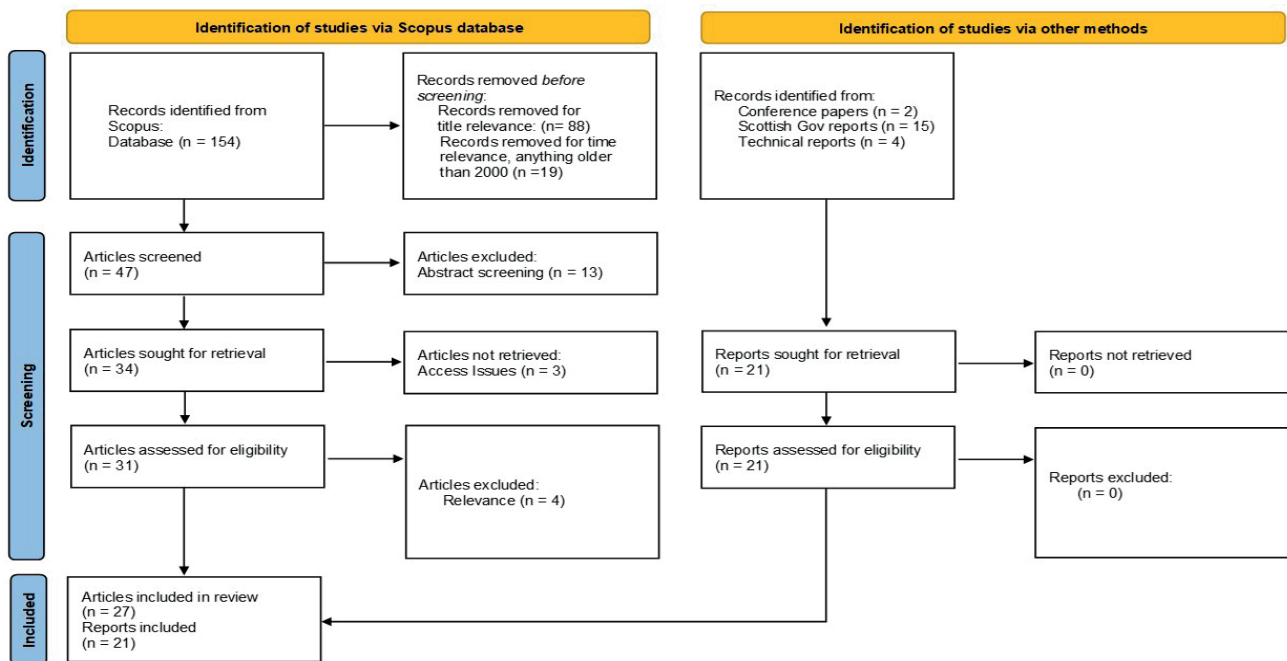 Identification of studies via Scopus database
Identification of studies via other methods
Identification
Records identified from
Scopus:
Database (n = 154)
Records removed before
screening:
Records removed for
title relevance: (n= 88)
Records removed for time
relevance, anything older
than 2000 (n =19)
Records identified from:
Conference papers (n = 2)
Scottish Gov reports (n = 15)
Technical reports (n = 4)
Screening
Articles screened
(n = 47)
Articles excluded:
Abstract screening (n = 13)
Articles sought for retrieval
(n = 34)
Articles not retrieved:
Access Issues (n = 3)
Reports sought for retrieval
(n = 21)
Reports not retrieved
(n = 0)
Articles assessed for eligibility
(n = 31)
Articles excluded:
Relevance (n = 4)
Reports assessed for eligibility
(n = 21)
Reports excluded:
(n = 0)
Included
Articles included in review
(n = 27)
Reports included
(n = 21)